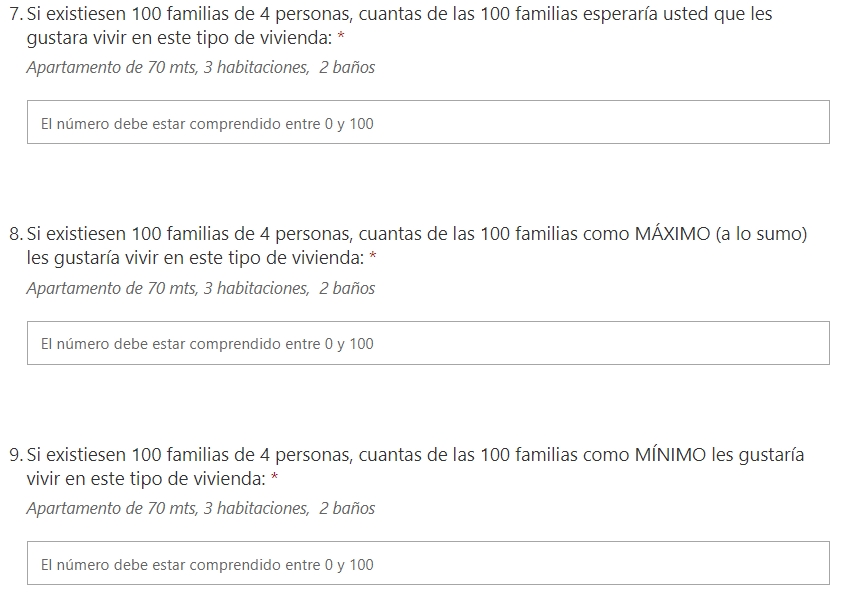 7. Si existiesen 100 familias de 4 personas, cuantas de las 100 familias esperaría usted que les
gustara vivir en este tipo de vivienda: *
Apartamento de 70 mts, 3 habitaciones, 2 baños
El número debe estar comprendido entre 0 y 100
8. Si existiesen 100 familias de 4 personas, cuantas de las 100 familias como MÁXIMO (a lo sumo)
les gustaría vivir en este tipo de vivienda: *
Apartamento de 70 mts, 3 habitaciones, 2 baños
El número debe estar comprendido entre 0 y 100
9. Si existiesen 100 familias de 4 personas, cuantas de las 100 familias como MÍNIMO les gustaría
vivir en este tipo de vivienda: *
Apartamento de 70 mts, 3 habitaciones, 2 baños
El número debe estar comprendido entre 0 y 100